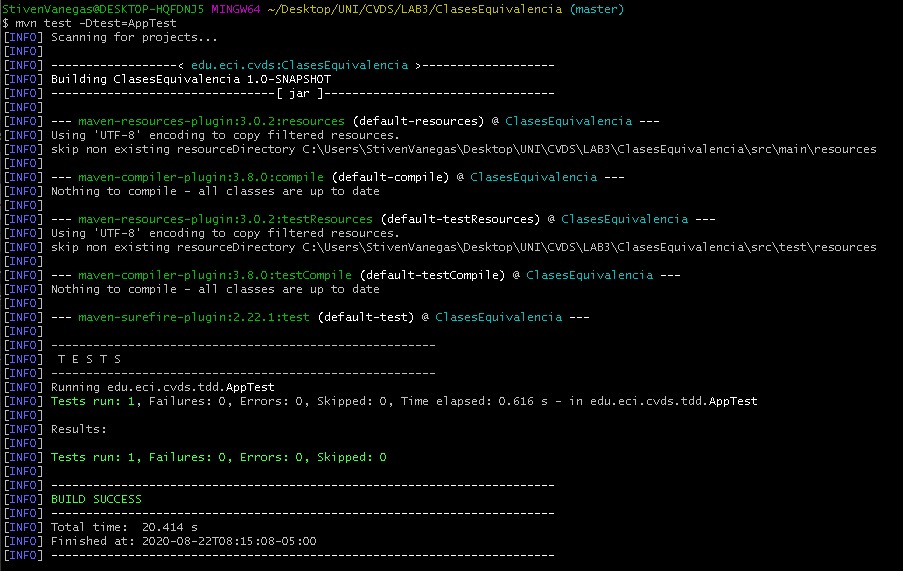 StivenVanegas@DESKTOP-HQFDNJ5 MINGW64 ~/Desktop/UNI/CVDS/LAB3/ClasesEquivalencia (master)
$ mvn test -Dtest=AppTest
[INFO] Scanning for projects...
[INFO]
[INFO] ------------------< edu.eci.cvds:ClasesEquivalencia >-------------------
[INFO] Building ClasesEquivalencia 1.0-SNAPSHOT
[INFO] --------------------------------[ jar ]---------------------------------
[INFO]
[INFO] --- maven-resources-plugin:3.0.2:resources (default-resources) @ ClasesEquivalencia ---
[INFO] Using 'UTF-8' encoding to copy filtered resources.
[INFO] skip non existing resourceDirectory C:\Users\StivenVanegas\Desktop\UNI\CVDS\LAB3\ClasesEquivalencia\src\main\resources
[INFO]
[INFO] --- maven-compiler-plugin:3.8.0:compile (default-compile) @ ClasesEquivalencia ---
[INFO] Nothing to compile - all classes are up to date
[INFO]
[INFO] --- maven-resources-plugin:3.0.2:testResources (default-testResources) @ ClasesEquivalencia ---
[INFO] Using 'UTF-8' encoding to copy filtered resources.
[INFO] skip non existing resourceDirectory C:\Users\StivenVanegas\Desktop\UNI\CVDS\LAB3\ClasesEquivalencia\src\test\resources
[INFO]
[INFO] --- maven-compiler-plugin:3.8.0:testCompile (default-testCompile) @ ClasesEquivalencia ---
[INFO] Nothing to compile - all classes are up to date
[INFO]
[INFO] --- maven-surefire-plugin:2.22.1:test (default-test) @ ClasesEquivalencia ---
[INFO]
[INFO] -------------------------------------------------------
[INFO]  T E S T S
[INFO] -------------------------------------------------------
[INFO] Running edu.eci.cvds.tdd.AppTest
[INFO] Tests run: 1, Failures: 0, Errors: 0, Skipped: 0, Time elapsed: 0.616 s - in edu.eci.cvds.tdd.AppTest
[INFO]
[INFO] Results:
[INFO]
[INFO] Tests run: 1, Failures: 0, Errors: 0, Skipped: 0
[INFO]
[INFO] ------------------------------------------------------------------------
[INFO] BUILD SUCCESS
[INFO] ------------------------------------------------------------------------
[INFO] Total time:  20.414 s
[INFO] Finished at: 2020-08-22T08:15:08-05:00
[INFO] ------------------------------------------------------------------------